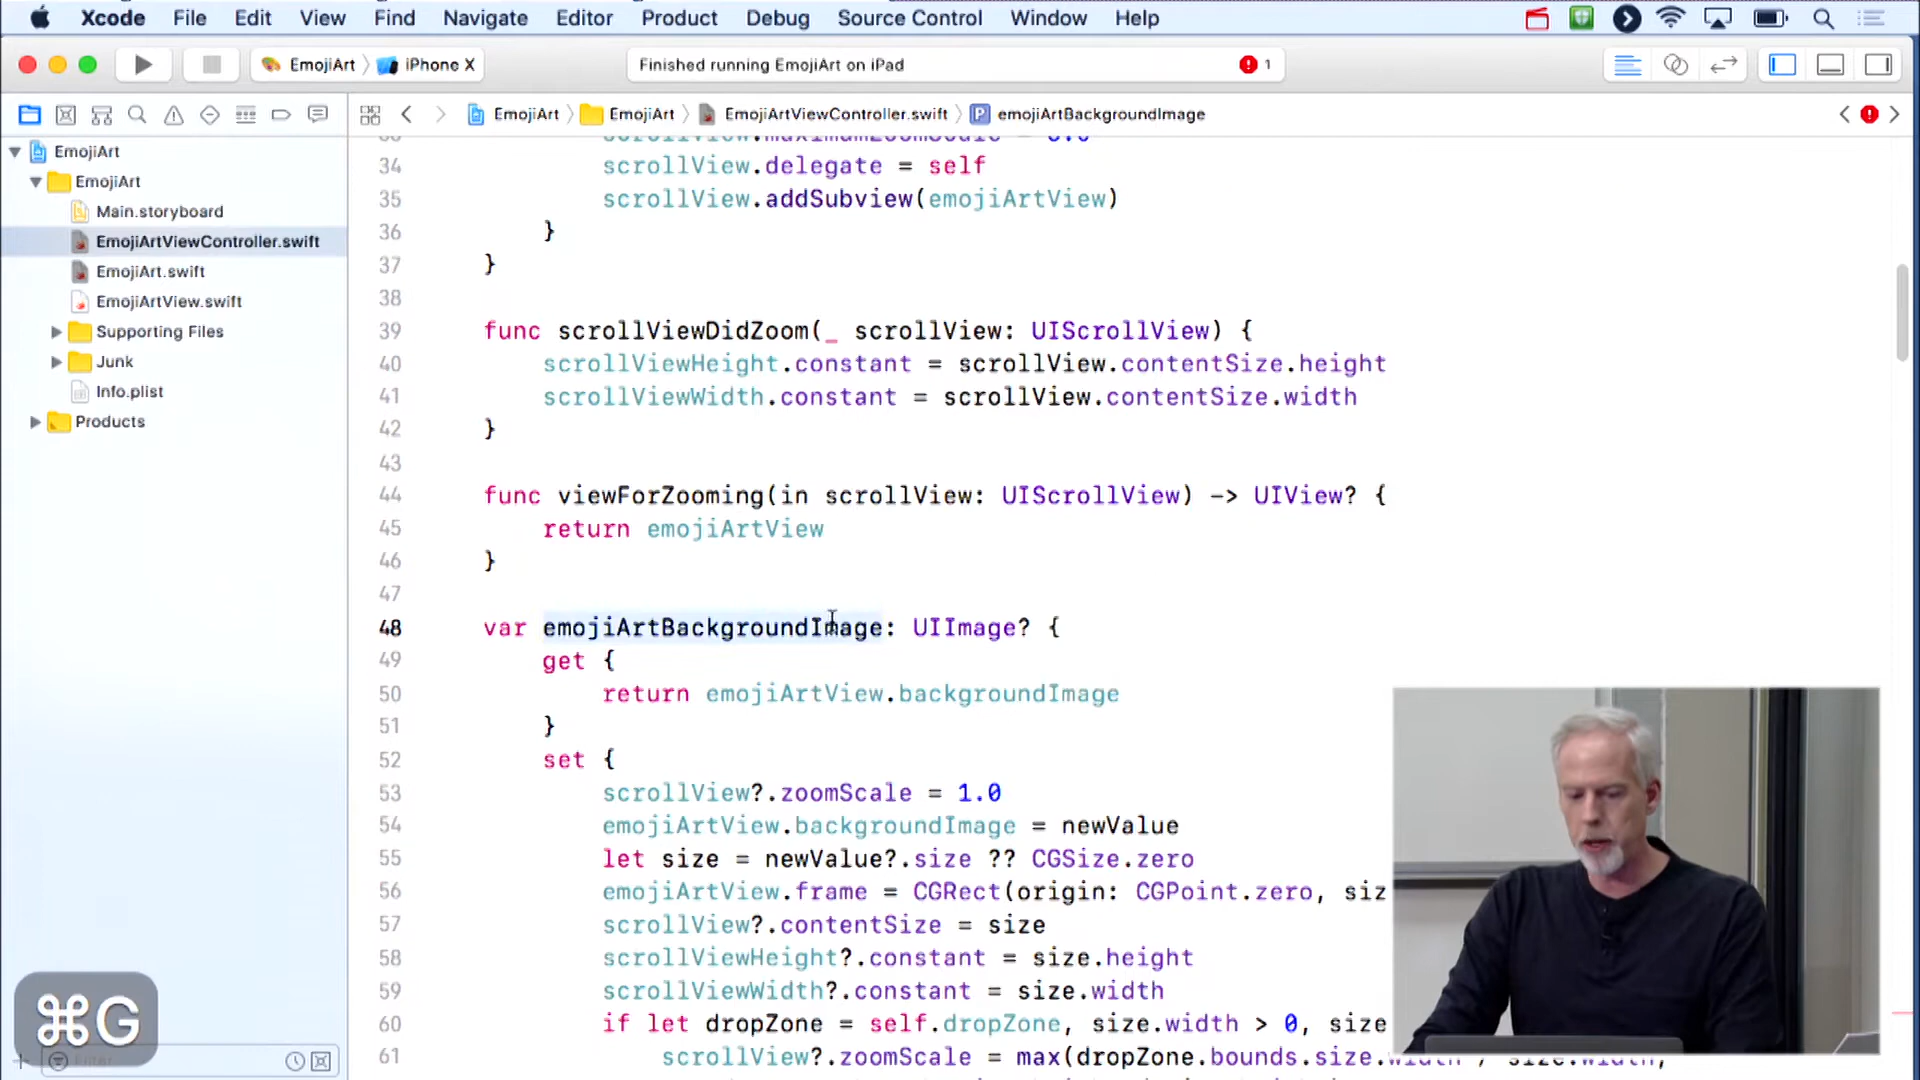 Xcode File Edit View Find Navigate Editor Product Debug Source Control Window Help
EmojiArt iPhone X
Finished running EmojiArt on iPad
1
EmojiArt EmojiArt EmojiArtViewController.swift P emojiArtBackgroundImage
EmojiArt
EmojiArt
Main.storyboard
EmojiArtViewController.swift
EmojiArt.swift
EmojiArtView.swift
Supporting Files
Junk
Info.plist
Products
34 scrollView.delegate = self
35 scrollView.addSubview(emojiArtView)
36 }
37 }
38
39 func scrollViewDidZoom(_ scrollView: UIScrollView) {
40 scrollViewHeight.constant = scrollView.contentSize.height
41 scrollViewWidth.constant = scrollView.contentSize.width
42 }
43
44 func viewForZooming(in scrollView: UIScrollView) -> UIView? {
45 return emojiArtView
46 }
47
48 var emojiArtBackgroundImage: UIImage? {
49 get {
50 return emojiArtView.backgroundImage
51 }
52 set {
53 scrollView?.zoomScale = 1.0
54 emojiArtView.backgroundImage = newValue
55 let size = newValue?.size ?? CGSize.zero
56 emojiArtView.frame = CGRect(origin: CGPoint.zero, siz
57 scrollView?.contentSize = size
58 scrollViewHeight?.constant = size.height
59 scrollViewWidth?.constant = size.width
60 if let dropZone = self.dropZone, size.width > 0, size
61 scrollView?.zoomScale = max(dropZone.bounds.size.width / size.width,
⌘G
Filter